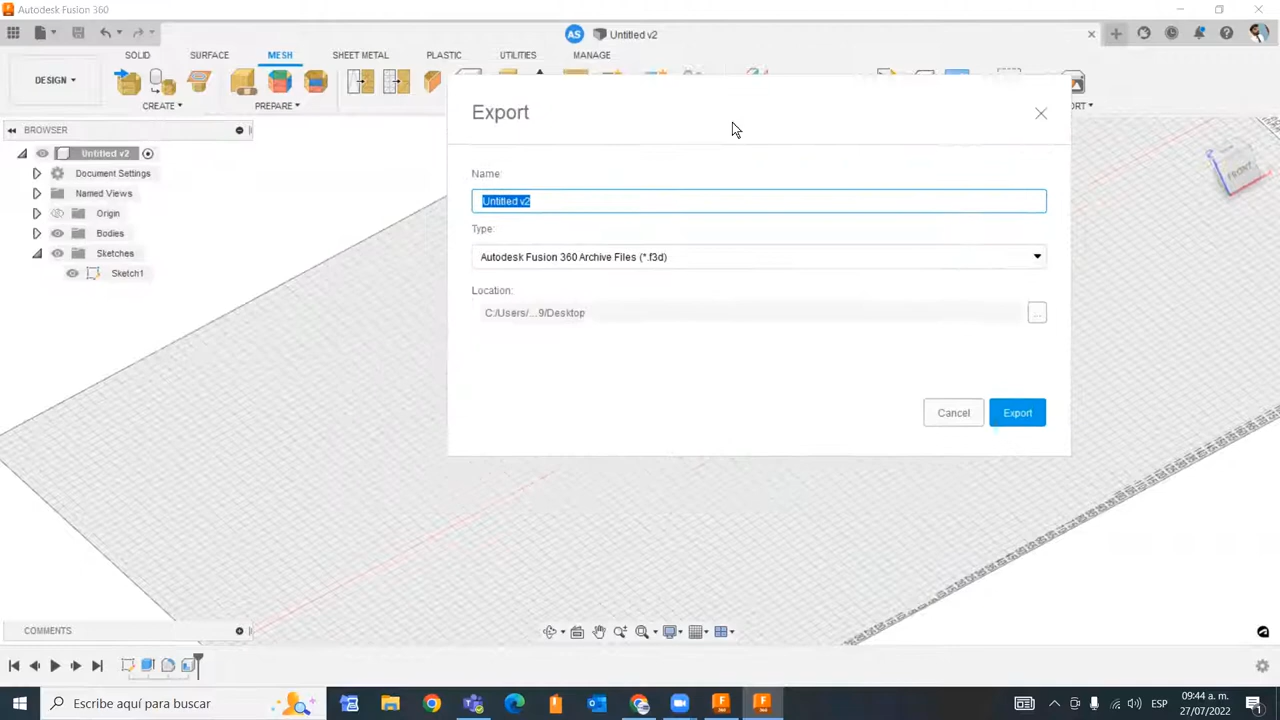 Autodesk Fusion 360
AS Untitled v2
SOLID SURFACE MESH SHEET METAL PLASTIC UTILITIES MANAGE
DESIGN
CREATE PREPARE
BROWSER
Untitled v2
Document Settings
Named Views
Origin
Bodies
Sketches
Sketch1
Export
Name:
Untitled v2
Type:
Autodesk Fusion 360 Archive Files (*.f3d)
Location:
C:/Users/...9/Desktop
...
Cancel Export
FRONT
COMMENTS
Escribe aquí para buscar
ESP
09:44 a. m.
27/07/2022